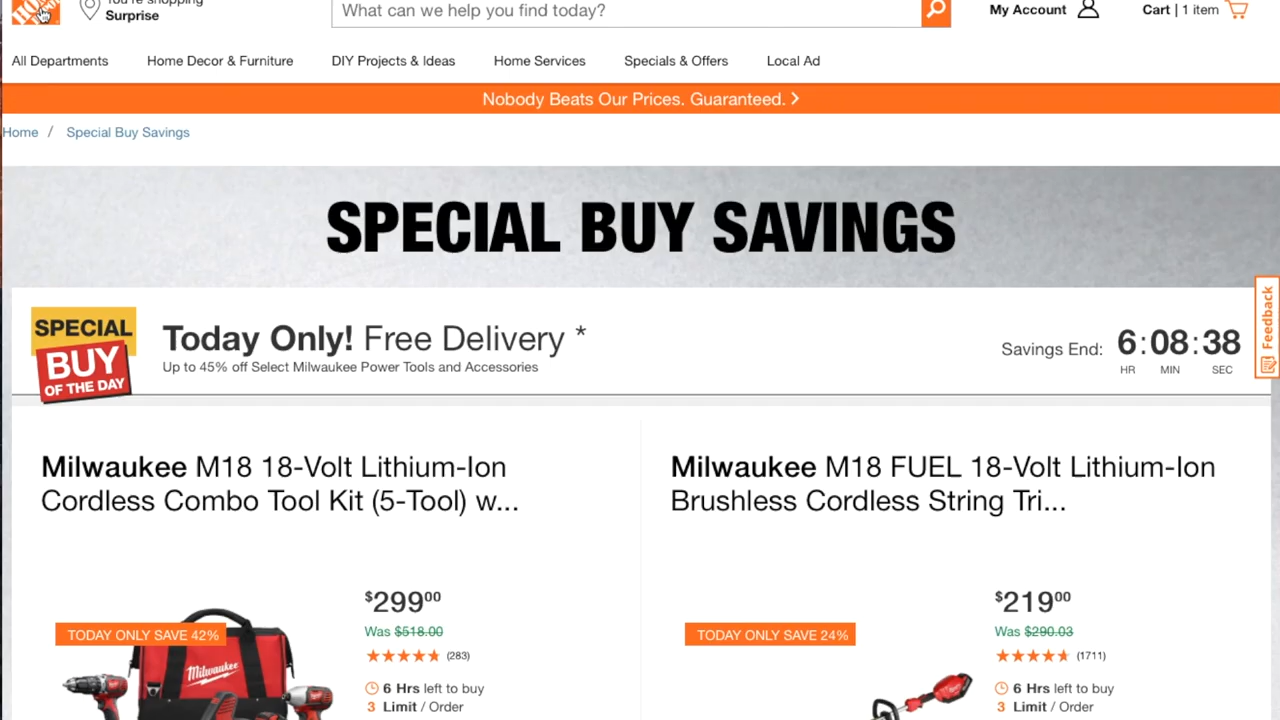 You're shopping
Surprise
What can we help you find today?
My Account
Cart | 1 item
All Departments
Home Decor & Furniture
DIY Projects & Ideas
Home Services
Specials & Offers
Local Ad
Nobody Beats Our Prices. Guaranteed.
Home / Special Buy Savings
SPECIAL BUY SAVINGS
Feedback
SPECIAL
BUY
OF THE DAY
Today Only! Free Delivery *
Up to 45% off Select Milwaukee Power Tools and Accessories
Savings End: 6:08:38
HR MIN SEC
Milwaukee M18 18-Volt Lithium-Ion
Cordless Combo Tool Kit (5-Tool) w...
$29900
TODAY ONLY SAVE 42%
Was $518.00
(283)
Milwaukee
6 Hrs left to buy
3 Limit / Order
Milwaukee M18 FUEL 18-Volt Lithium-Ion
Brushless Cordless String Tri...
$21900
TODAY ONLY SAVE 24%
Was $290.03
(1711)
6 Hrs left to buy
3 Limit / Order